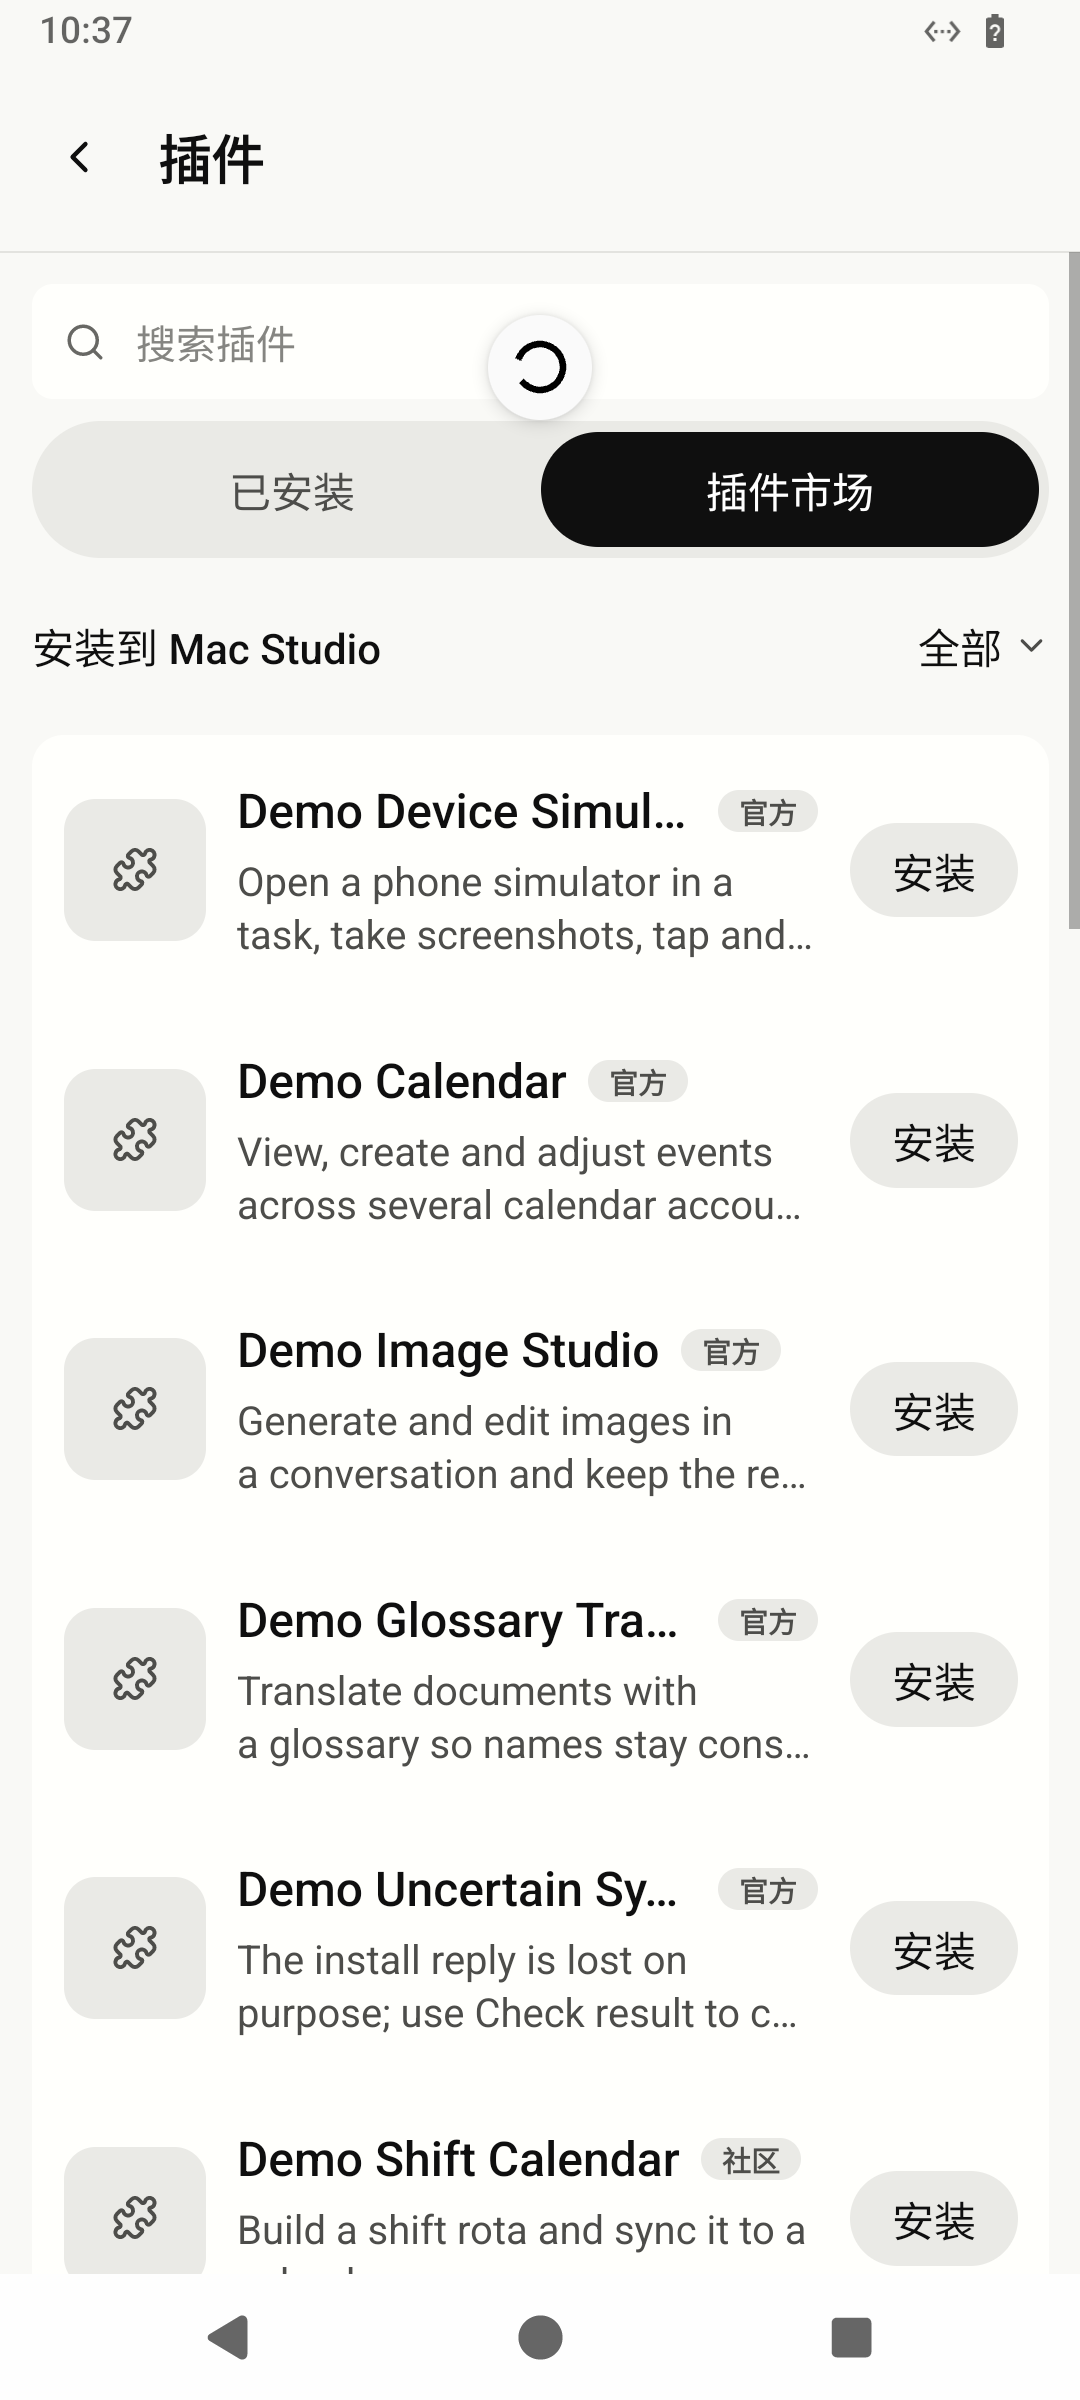 10:37
插件
搜索插件
已安装
插件市场
安装到 Mac Studio
全部
Demo Device Simul... 官方
Open a phone simulator in a
task, take screenshots, tap and...
安装
Demo Calendar 官方
View, create and adjust events
across several calendar accou...
安装
Demo Image Studio 官方
Generate and edit images in
a conversation and keep the re...
安装
Demo Glossary Tra... 官方
Translate documents with
a glossary so names stay cons...
安装
Demo Uncertain Sy... 官方
The install reply is lost on
purpose; use Check result to c...
安装
Demo Shift Calendar 社区
Build a shift rota and sync it to a
安装